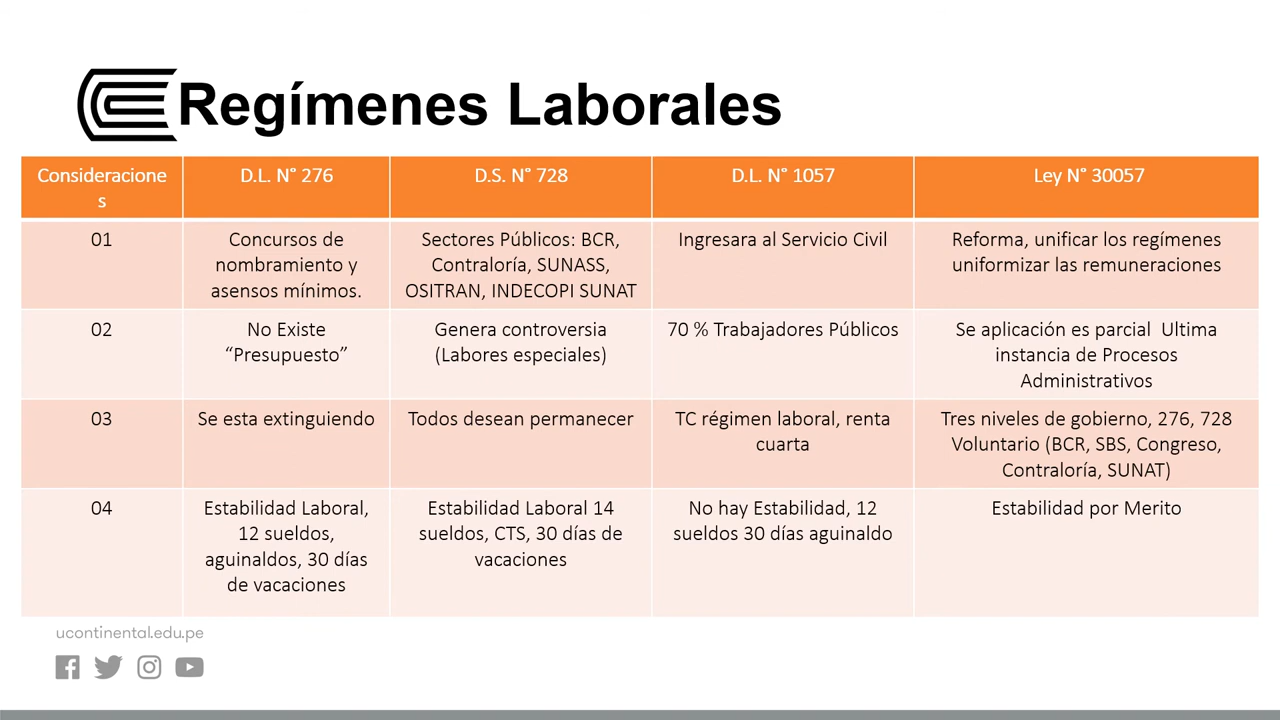 Regímenes Laborales
Consideracione
s
D.L. N° 276
D.S. N° 728
D.L. N° 1057
Ley N° 30057
01
Concursos de
nombramiento y
asensos mínimos.
Sectores Públicos: BCR,
Contraloría, SUNASS,
OSITRAN, INDECOPI SUNAT
Ingresara al Servicio Civil
Reforma, unificar los regímenes
uniformizar las remuneraciones
02
No Existe
“Presupuesto”
Genera controversia
(Labores especiales)
70 % Trabajadores Públicos
Se aplicación es parcial  Ultima
instancia de Procesos
Administrativos
03
Se esta extinguiendo
Todos desean permanecer
TC régimen laboral, renta
cuarta
Tres niveles de gobierno, 276, 728
Voluntario (BCR, SBS, Congreso,
Contraloría, SUNAT)
04
Estabilidad Laboral,
12 sueldos,
aguinaldos, 30 días
de vacaciones
Estabilidad Laboral 14
sueldos, CTS, 30 días de
vacaciones
No hay Estabilidad, 12
sueldos 30 días aguinaldo
Estabilidad por Merito
ucontinental.edu.pe